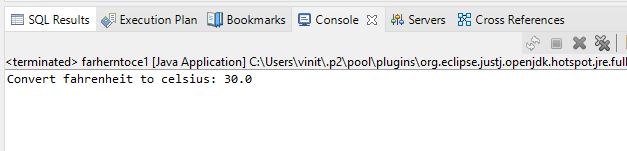 SQL Results Execution Plan Bookmarks Console Servers Cross References
<terminated> farherntoce1 [Java Application] C:\Users\vinit\.p2\pool\plugins\org.eclipse.justj.openjdk.hotspot.jre.full
Convert fahrenheit to celsius: 30.0